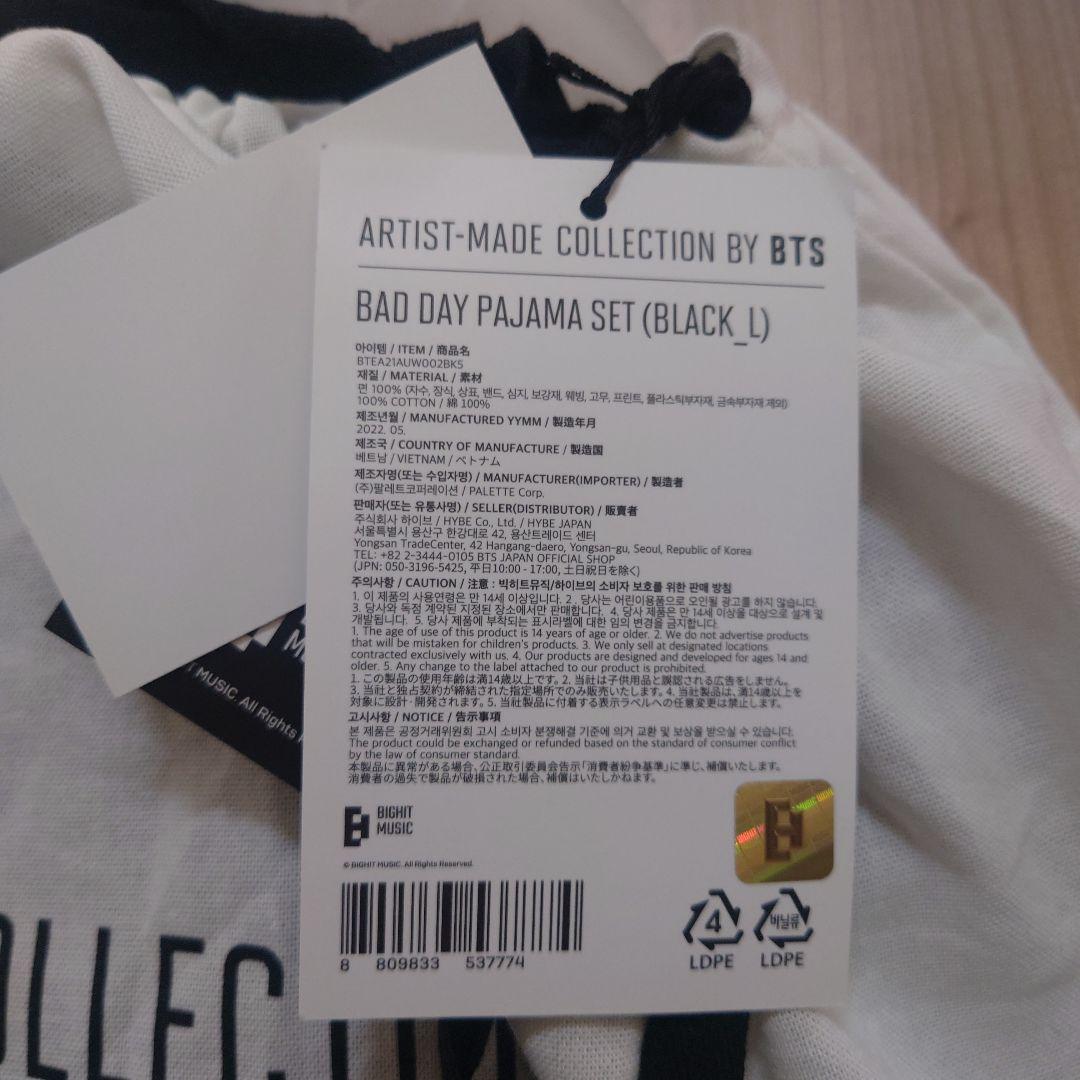 ARTIST-MADE COLLECTION BY BTS
BAD DAY PAJAMA SET (BLACK_L)
아이템 / ITEM / 商品名
BTEA21AUW002BK5
재질 / MATERIAL / 素材
면 100% (자수, 장식, 상표, 밴드, 심지, 보강재, 웨빙, 고무, 프린트, 플라스틱부자재, 금속부자재 제외)
100% COTTON / 綿 100%
제조년월 / MANUFACTURED YYMM / 製造年月
2022. 05.
제조국 / COUNTRY OF MANUFACTURE / 製造国
베트남 / VIETNAM / ベトナム
제조자명(또는 수입자명) / MANUFACTURER(IMPORTER) / 製造者
(주)팔레트코퍼레이션 / PALETTE Corp.
판매자(또는 유통사명) / SELLER(DISTRIBUTOR) / 販賣者
주식회사 하이브 / HYBE Co., Ltd. / HYBE JAPAN
서울특별시 용산구 한강대로 42, 용산트레이드 센터
Yongsan TradeCenter, 42 Hangang-daero, Yongsan-gu, Seoul, Republic of Korea
TEL: +82 2-3444-0105 BTS JAPAN OFFICIAL SHOP
(JPN: 050-3196-5425, 平日10:00 - 17:00, 土日祝日を除く)
주의사항 / CAUTION / 注意 : 빅히트뮤직/하이브의 소비자 보호를 위한 판매 방침
1. 이 제품의 사용연령은 만 14세 이상입니다. 2. 당사는 어린이용품으로 오인될 광고를 하지 않습니다.
3. 당사와 독점 계약된 지정된 장소에서만 판매합니다. 4. 당사 제품은 만 14세 이상을 대상으로 설계 및
개발됩니다. 5. 당사 제품에 부착되는 표시라벨에 대한 임의 변경을 금지합니다.
1. The age of use of this product is 14 years of age or older. 2. We do not advertise products
that will be mistaken for children's products. 3. We only sell at designated locations
contracted exclusively with us. 4. Our products are designed and developed for ages 14 and
older. 5. Any change to the label attached to our product is prohibited.
1. この製品の使用年齢は満14歳以上です。2. 当社は子供用品と誤認される広告をしません。
3. 当社と独占契約が締結された指定場所でのみ販売いたします。4. 当社製品は、満14歳以上を
対象に設計・開発されます。5. 当社製品に付着する表示ラベルへの任意変更は禁止します。
고시사항 / NOTICE / 告示事項
본 제품은 공정거래위원회 고시 소비자 분쟁해결 기준에 의거 교환 및 보상을 받으실 수 있습니다.
The product could be exchanged or refunded based on the standard of consumer conflict
by the law of consumer standard.
本製品に異常がある場合、公正取引委員会告示「消費者紛争基準」に準じ、補償いたします。
消費者の過失で製品が破損された場合、補償はいたしかねます。
BIGHIT
MUSIC
© BIGHIT MUSIC. All Rights Reserved.
8 809833 537774
4
LDPE
비닐류
LDPE
MUSIC. All Rights
COLLECTION